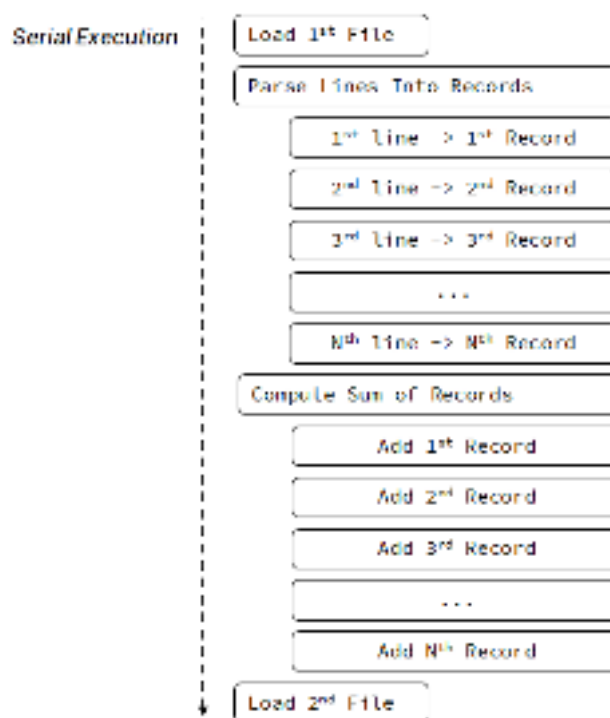 Serial Execution
Load 1st File
Parse Lines Into Records
1st line -> 1st Record
2nd line -> 2nd Record
3rd line -> 3rd Record
...
Nth line -> Nth Record
Compute Sum of Records
Add 1st Record
Add 2nd Record
Add 3rd Record
...
Add Nth Record
Load 2nd File